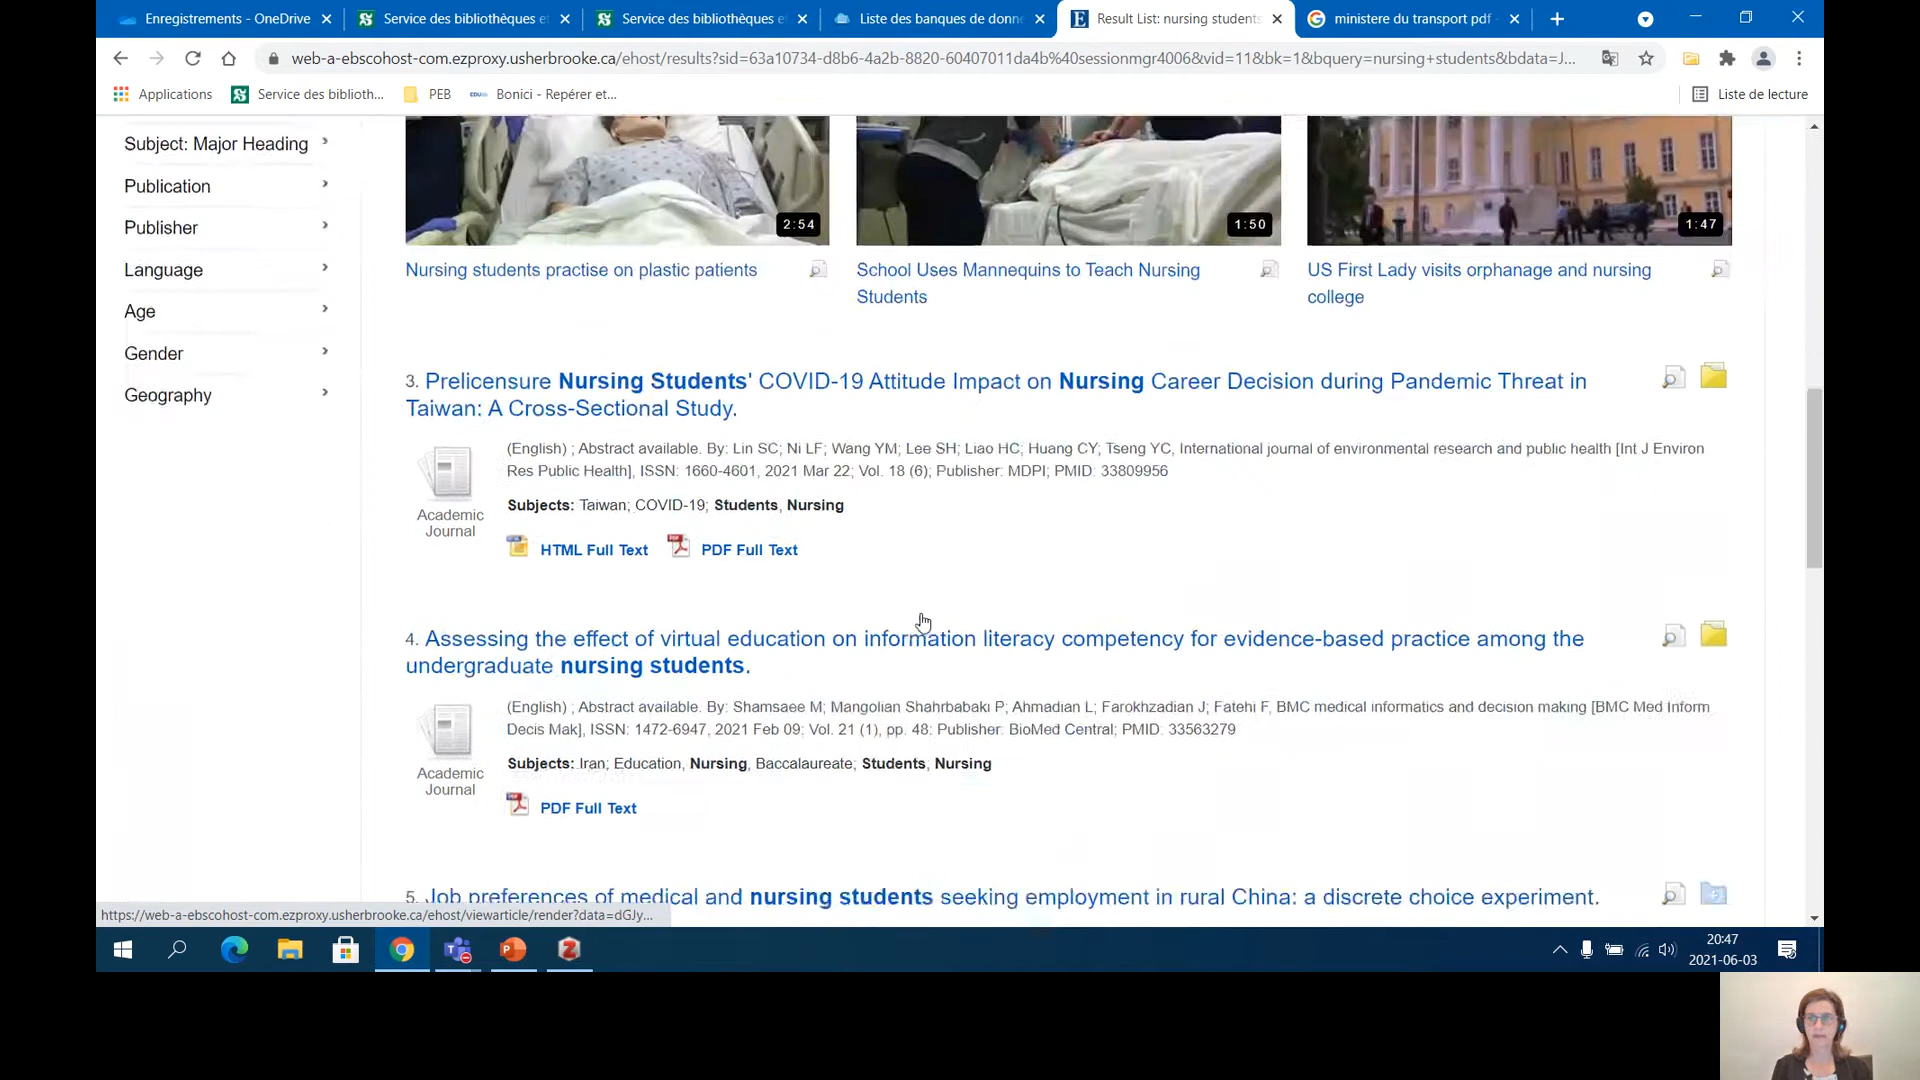 Enregistrements - OneDrive
Service des bibliothèques et
Service des bibliothèques et
Liste des banques de donn
Result List: nursing students
ministere du transport pdf -
web-a-ebscohost-com.ezproxy.usherbrooke.ca/ehost/results?sid=63a10734-d8b6-4a2b-8820-60407011da4b%40sessionmgr4006&vid=11&bk=1&bquery=nursing+students&bdata=J...
Applications
Service des biblioth...
PEB
Bonici - Repérer et...
Liste de lecture
Subject: Major Heading
Publication
Publisher
Language
Age
Gender
Geography
2:54
1:50
1:47
Nursing students practise on plastic patients
School Uses Mannequins to Teach Nursing
Students
US First Lady visits orphanage and nursing
college
3. Prelicensure Nursing Students' COVID-19 Attitude Impact on Nursing Career Decision during Pandemic Threat in
Taiwan: A Cross-Sectional Study.
(English) ; Abstract available. By: Lin SC; Ni LF; Wang YM; Lee SH; Liao HC; Huang CY; Tseng YC, International journal of environmental research and public health [Int J Environ
Res Public Health], ISSN: 1660-4601, 2021 Mar 22; Vol. 18 (6); Publisher: MDPI; PMID: 33809956
Academic
Journal
Subjects: Taiwan; COVID-19; Students, Nursing
HTML Full Text
PDF Full Text
4. Assessing the effect of virtual education on information literacy competency for evidence-based practice among the
undergraduate nursing students.
(English) ; Abstract available. By: Shamsaee M; Mangolian Shahrbabaki P; Ahmadian L; Farokhzadian J; Fatehi F, BMC medical informatics and decision making [BMC Med Inform
Decis Mak], ISSN: 1472-6947, 2021 Feb 09; Vol. 21 (1), pp. 48; Publisher: BioMed Central; PMID: 33563279
Academic
Journal
Subjects: Iran; Education, Nursing, Baccalaureate; Students, Nursing
PDF Full Text
5. Job preferences of medical and nursing students seeking employment in rural China: a discrete choice experiment.
https://web-a-ebscohost-com.ezproxy.usherbrooke.ca/ehost/viewarticle/render?data=dGJy...
20:47
2021-06-03